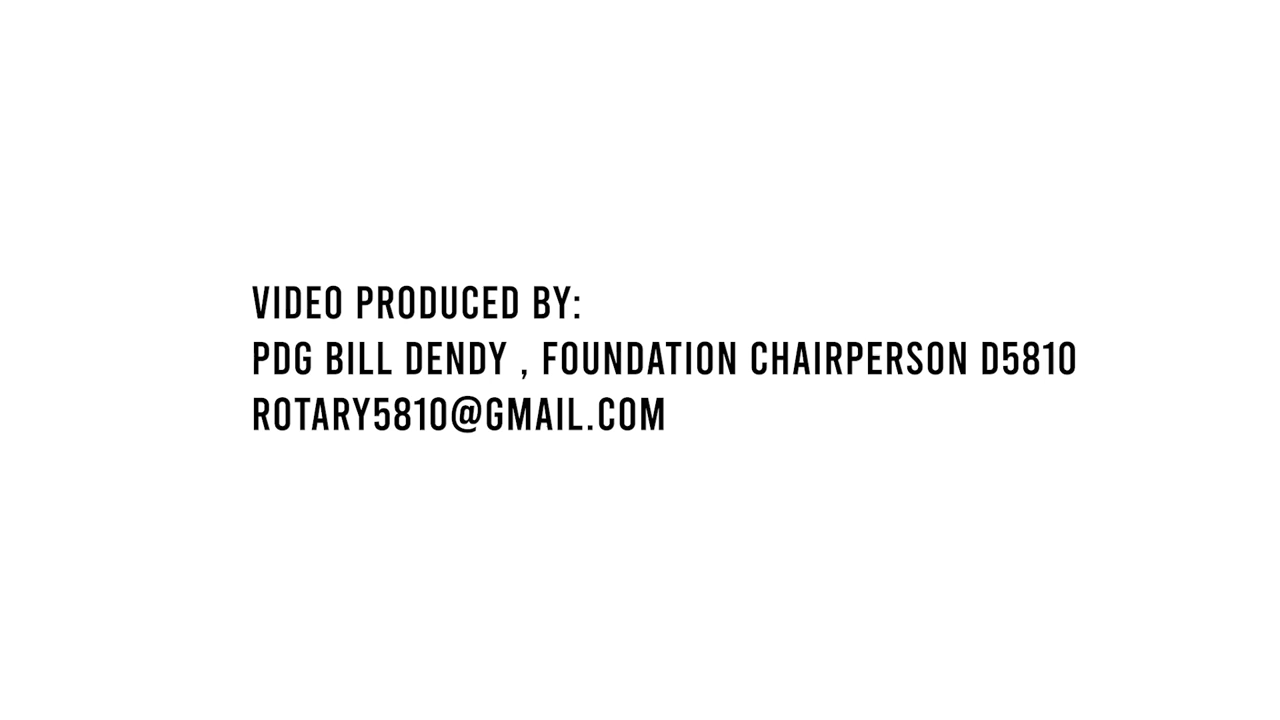 VIDEO PRODUCED BY:
PDG BILL DENDY , FOUNDATION CHAIRPERSON D5810
ROTARY5810@GMAIL.COM